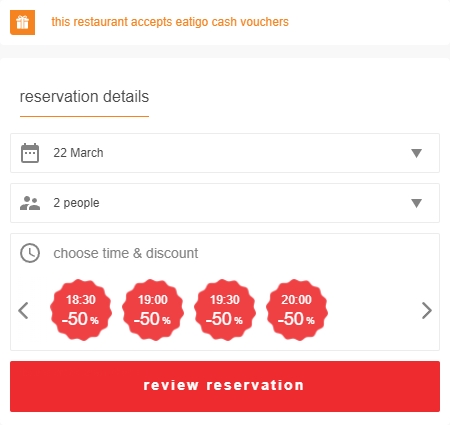 this restaurant accepts eatigo cash vouchers
reservation details
22 March
2 people
choose time & discount
18:30 19:00 19:30 20:00
-50 % -50 % -50 % -50 %
review reservation